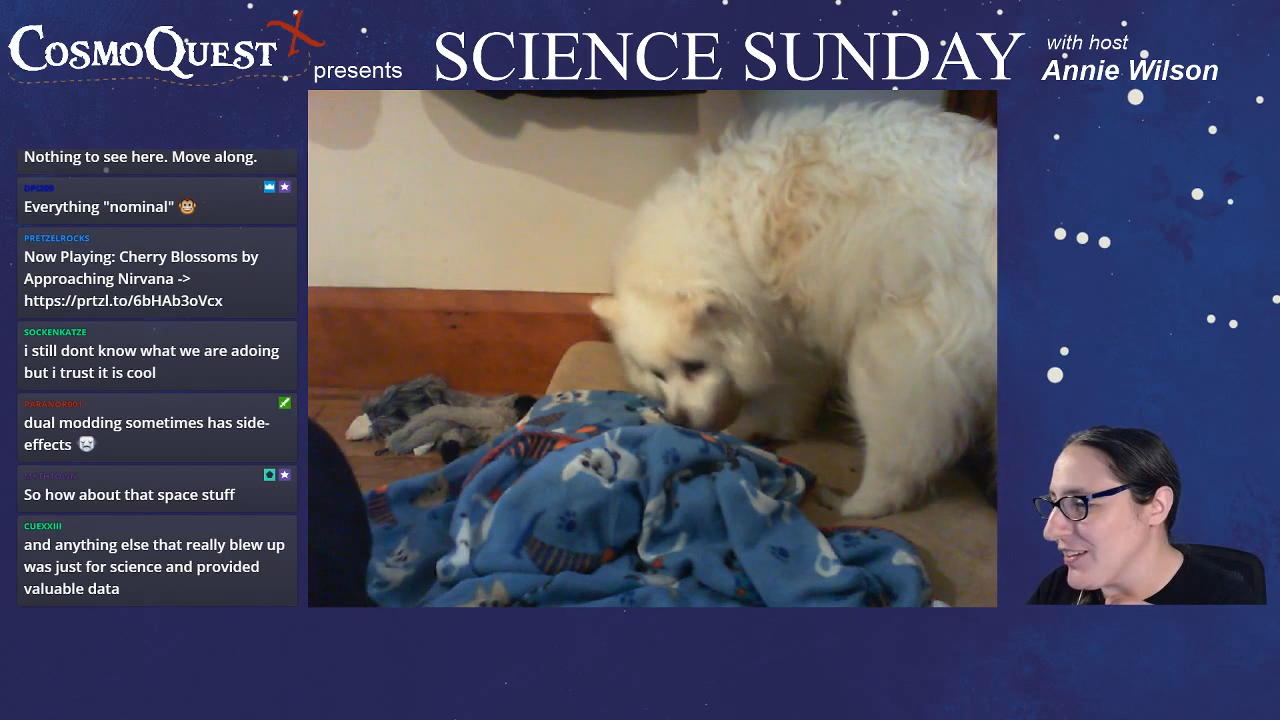 CosmoQuest X
presents
SCIENCE SUNDAY
with host
Annie Wilson
Nothing to see here. Move along.
Everything "nominal" 🐵
PRETZELROCKS
Now Playing: Cherry Blossoms by
Approaching Nirvana ->
https://prtzl.to/6bHAb3oVcx
SOCKENKATZE
i still dont know what we are adoing
but i trust it is cool
PARANOR001
dual modding sometimes has side-
effects
So how about that space stuff
CUEXXIII
and anything else that really blew up
was just for science and provided
valuable data